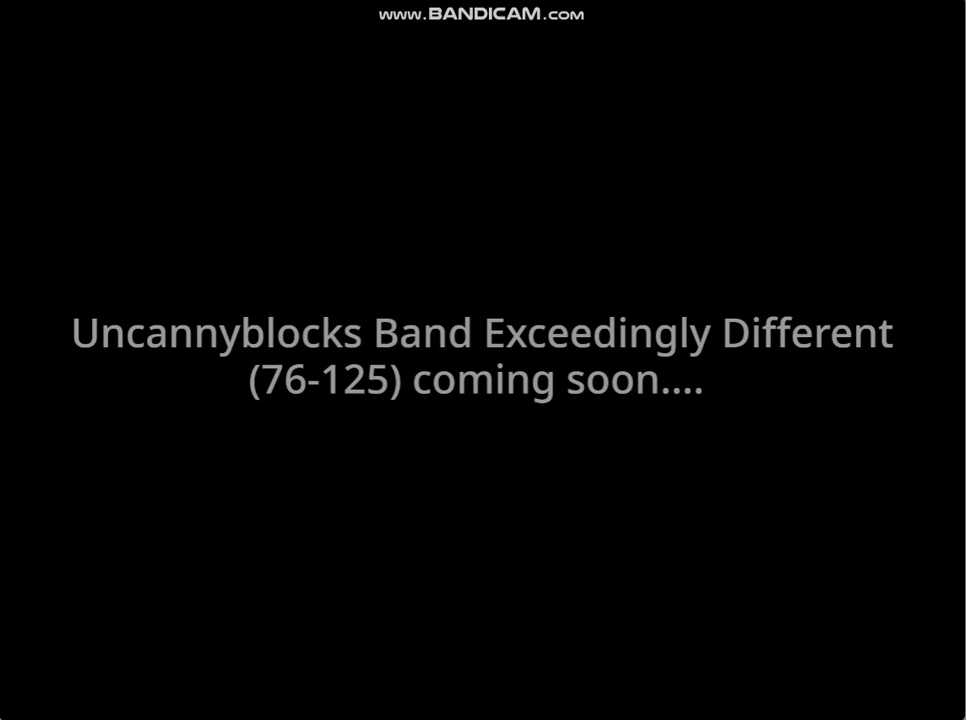 www.BANDICAM.com
Uncannyblocks Band Exceedingly Different
(76-125) coming soon....